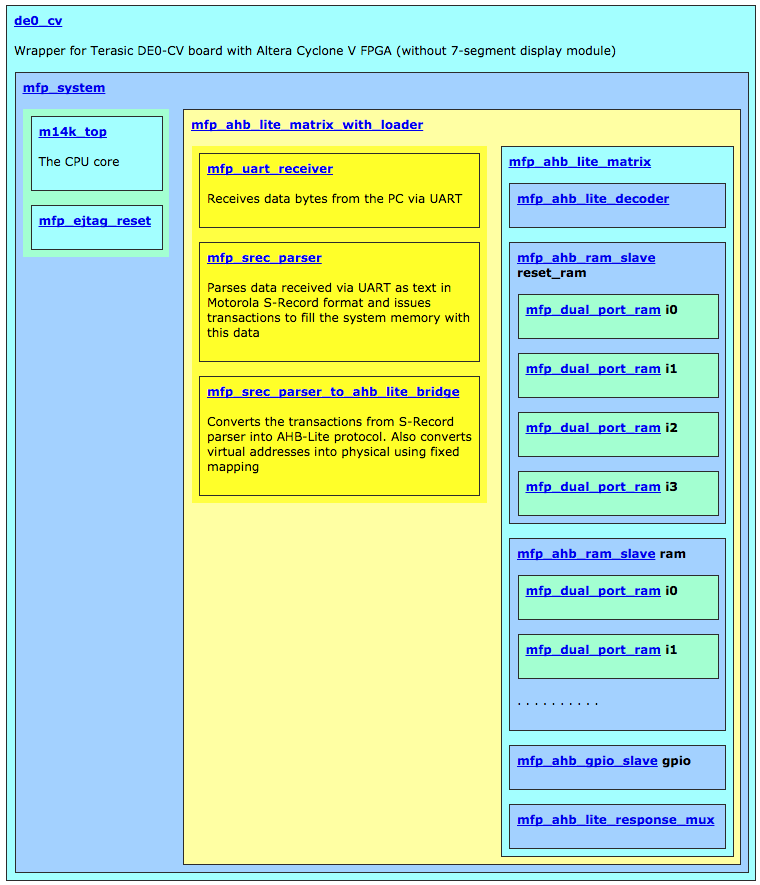 de0_cv
Wrapper for Terasic DE0-CV board with Altera Cyclone V FPGA (without 7-segment display module)
mfp_system
m14k_top
The CPU core
mfp_ejtag_reset
mfp_ahb_lite_matrix_with_loader
mfp_uart_receiver
Receives data bytes from the PC via UART
mfp_srec_parser
Parses data received via UART as text in
Motorola S-Record format and issues
transactions to fill the system memory with
this data
mfp_srec_parser_to_ahb_lite_bridge
Converts the transactions from S-Record
parser into AHB-Lite protocol. Also converts
virtual addresses into physical using fixed
mapping
mfp_ahb_lite_matrix
mfp_ahb_lite_decoder
mfp_ahb_ram_slave
reset_ram
mfp_dual_port_ram i0
mfp_dual_port_ram i1
mfp_dual_port_ram i2
mfp_dual_port_ram i3
mfp_ahb_ram_slave ram
mfp_dual_port_ram i0
mfp_dual_port_ram i1
. . . . . . . . . .
mfp_ahb_gpio_slave gpio
mfp_ahb_lite_response_mux